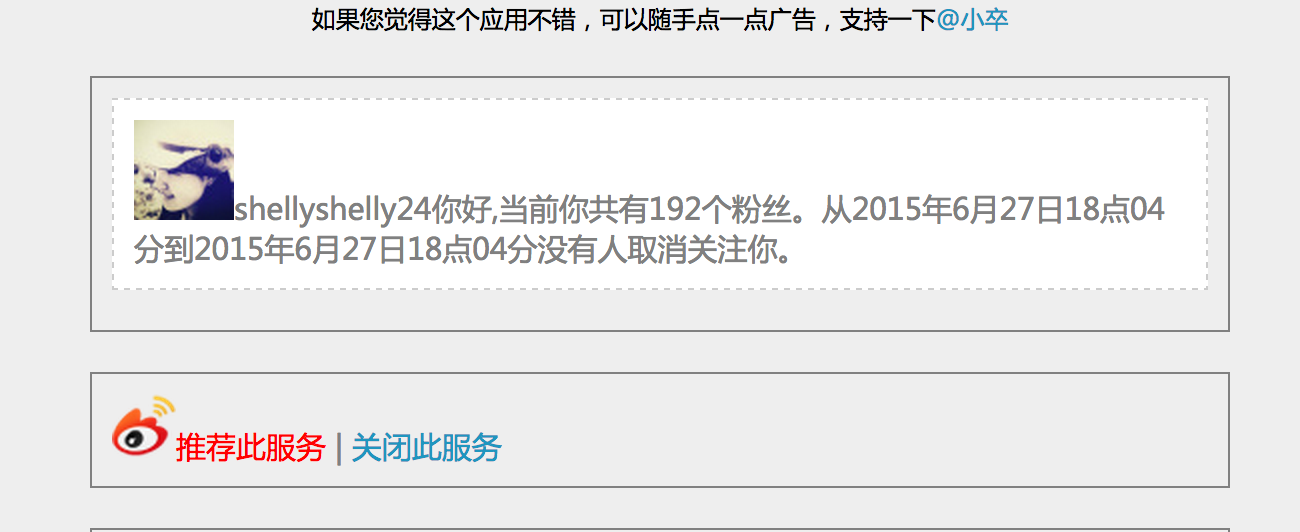 如果您觉得这个应用不错，可以随手点一点广告，支持一下@小卒
shellyshelly24你好,当前你共有192个粉丝。从2015年6月27日18点04
分到2015年6月27日18点04分没有人取消关注你。
推荐此服务 | 关闭此服务